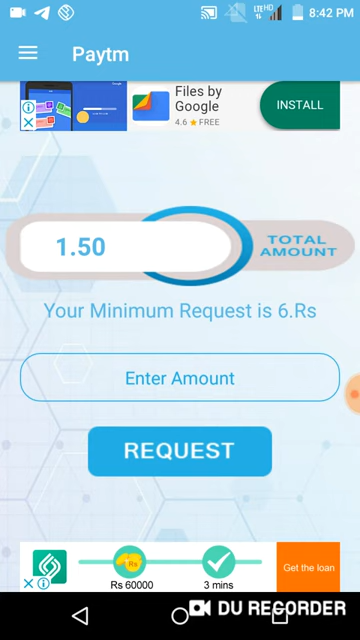 LTE HD 8:42 PM
Paytm
Files by
Google
4.6 ★ FREE
INSTALL
1.50
TOTAL
AMOUNT
Your Minimum Request is 6.Rs
Enter Amount
REQUEST
Rs
Rs 60000
3 mins
Get the loan
DU RECORDER